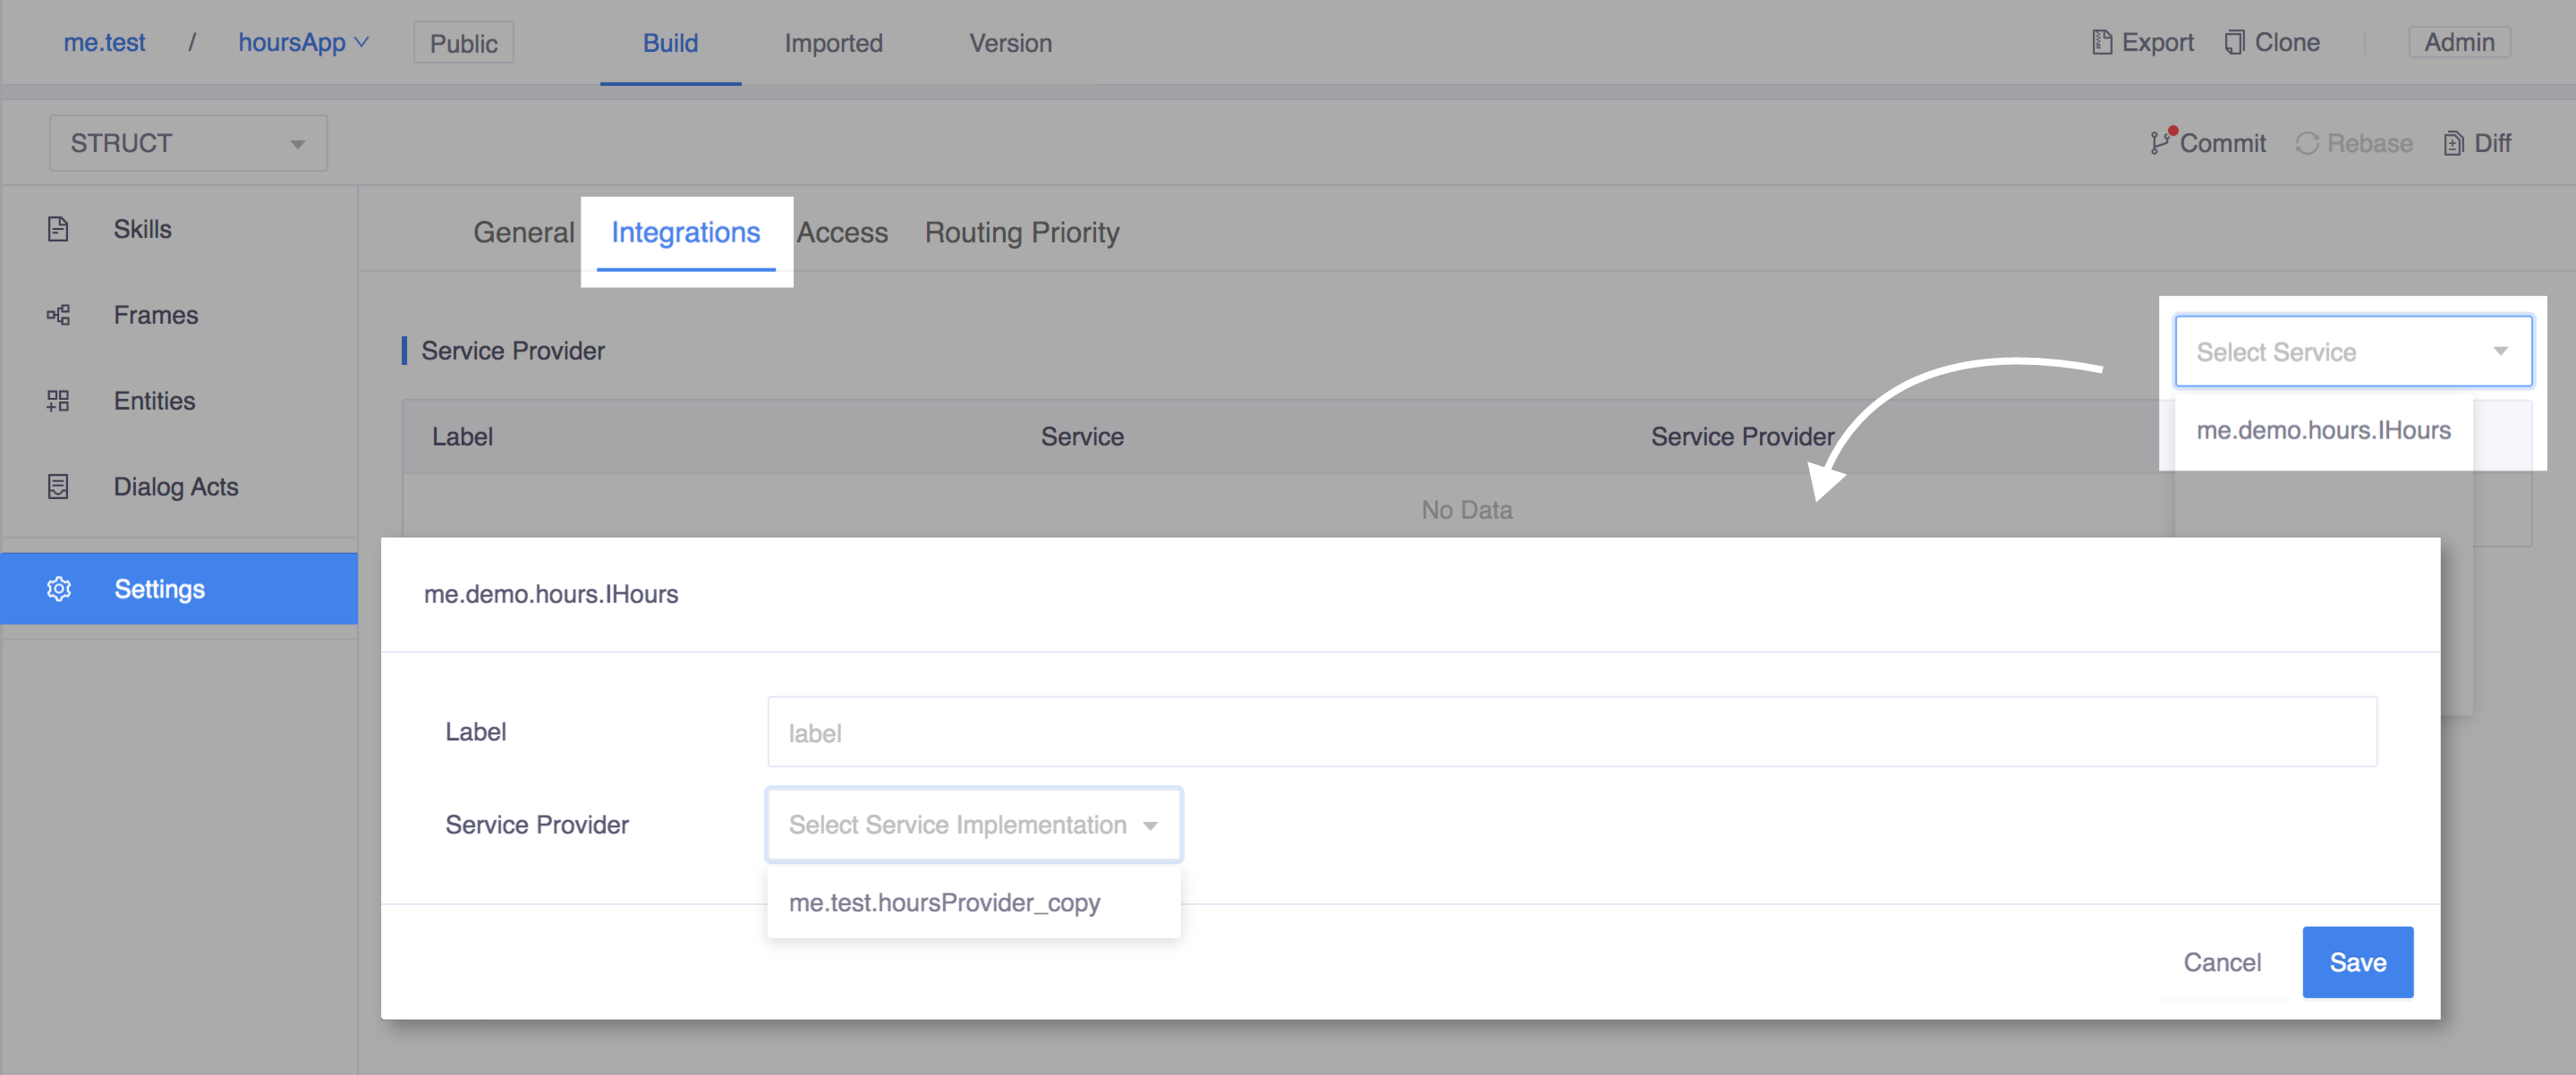 me.test / hoursApp Public Build Imported Version Export Clone Admin
STRUCT Commit Rebase Diff
Skills
Frames
Entities
Dialog Acts
Settings
General Integrations Access Routing Priority
Service Provider
Select Service
me.demo.hours.IHours
Label Service Service Provider
No Data
me.demo.hours.IHours
Label label
Service Provider Select Service Implementation
me.test.hoursProvider_copy
Cancel Save